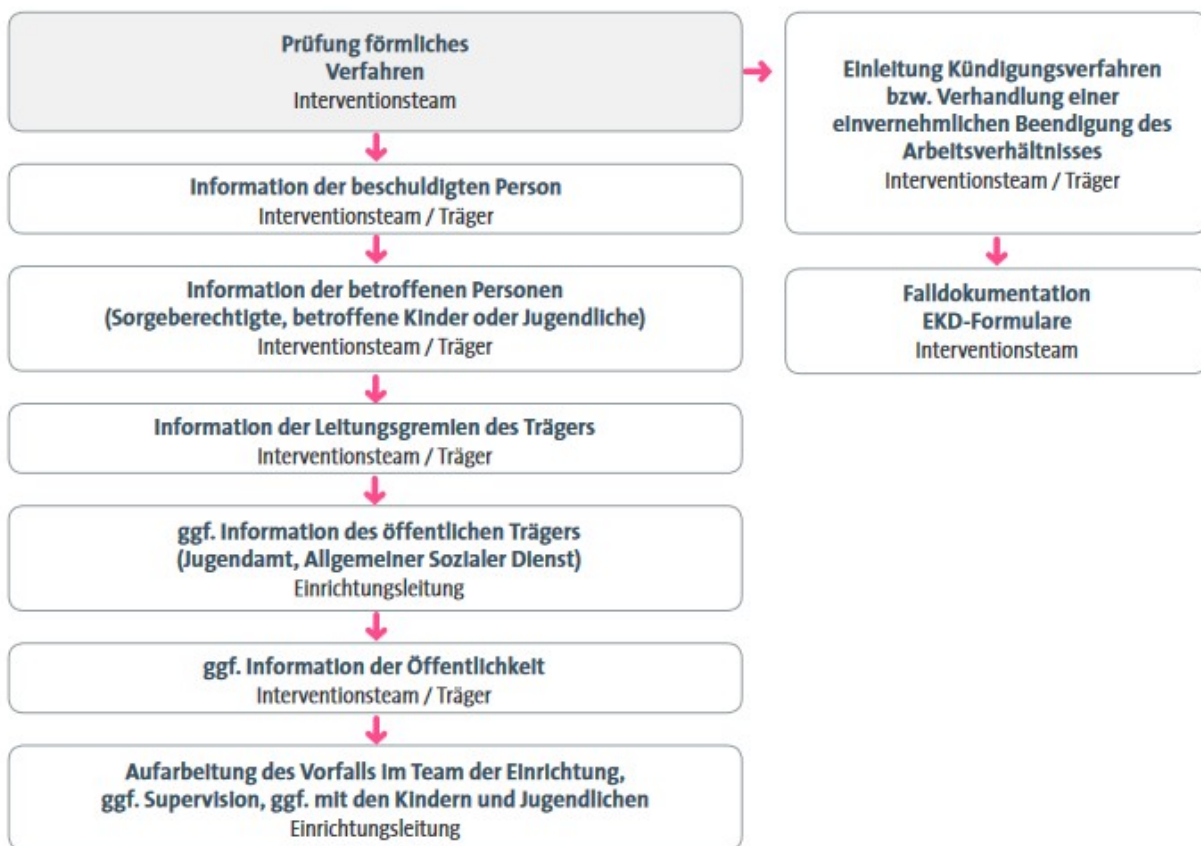 Prüfung förmliches
Verfahren
Interventionsteam
Information der beschuldigten Person
Interventionsteam / Träger
Information der betroffenen Personen
(Sorgeberechtigte, betroffene Kinder oder Jugendliche)
Interventionsteam / Träger
Information der Leitungsgremien des Trägers
Interventionsteam / Träger
ggf. Information des öffentlichen Trägers
(Jugendamt, Allgemeiner Sozialer Dienst)
Einrichtungsleitung
ggf. Information der Öffentlichkeit
Interventionsteam / Träger
Aufarbeitung des Vorfalls im Team der Einrichtung,
ggf. Supervision, ggf. mit den Kindern und Jugendlichen
Einrichtungsleitung
Einleitung Kündigungsverfahren
bzw. Verhandlung einer
einvernehmlichen Beendigung des
Arbeitsverhältnisses
Interventionsteam / Träger
Falldokumentation
EKD-Formulare
Interventionsteam